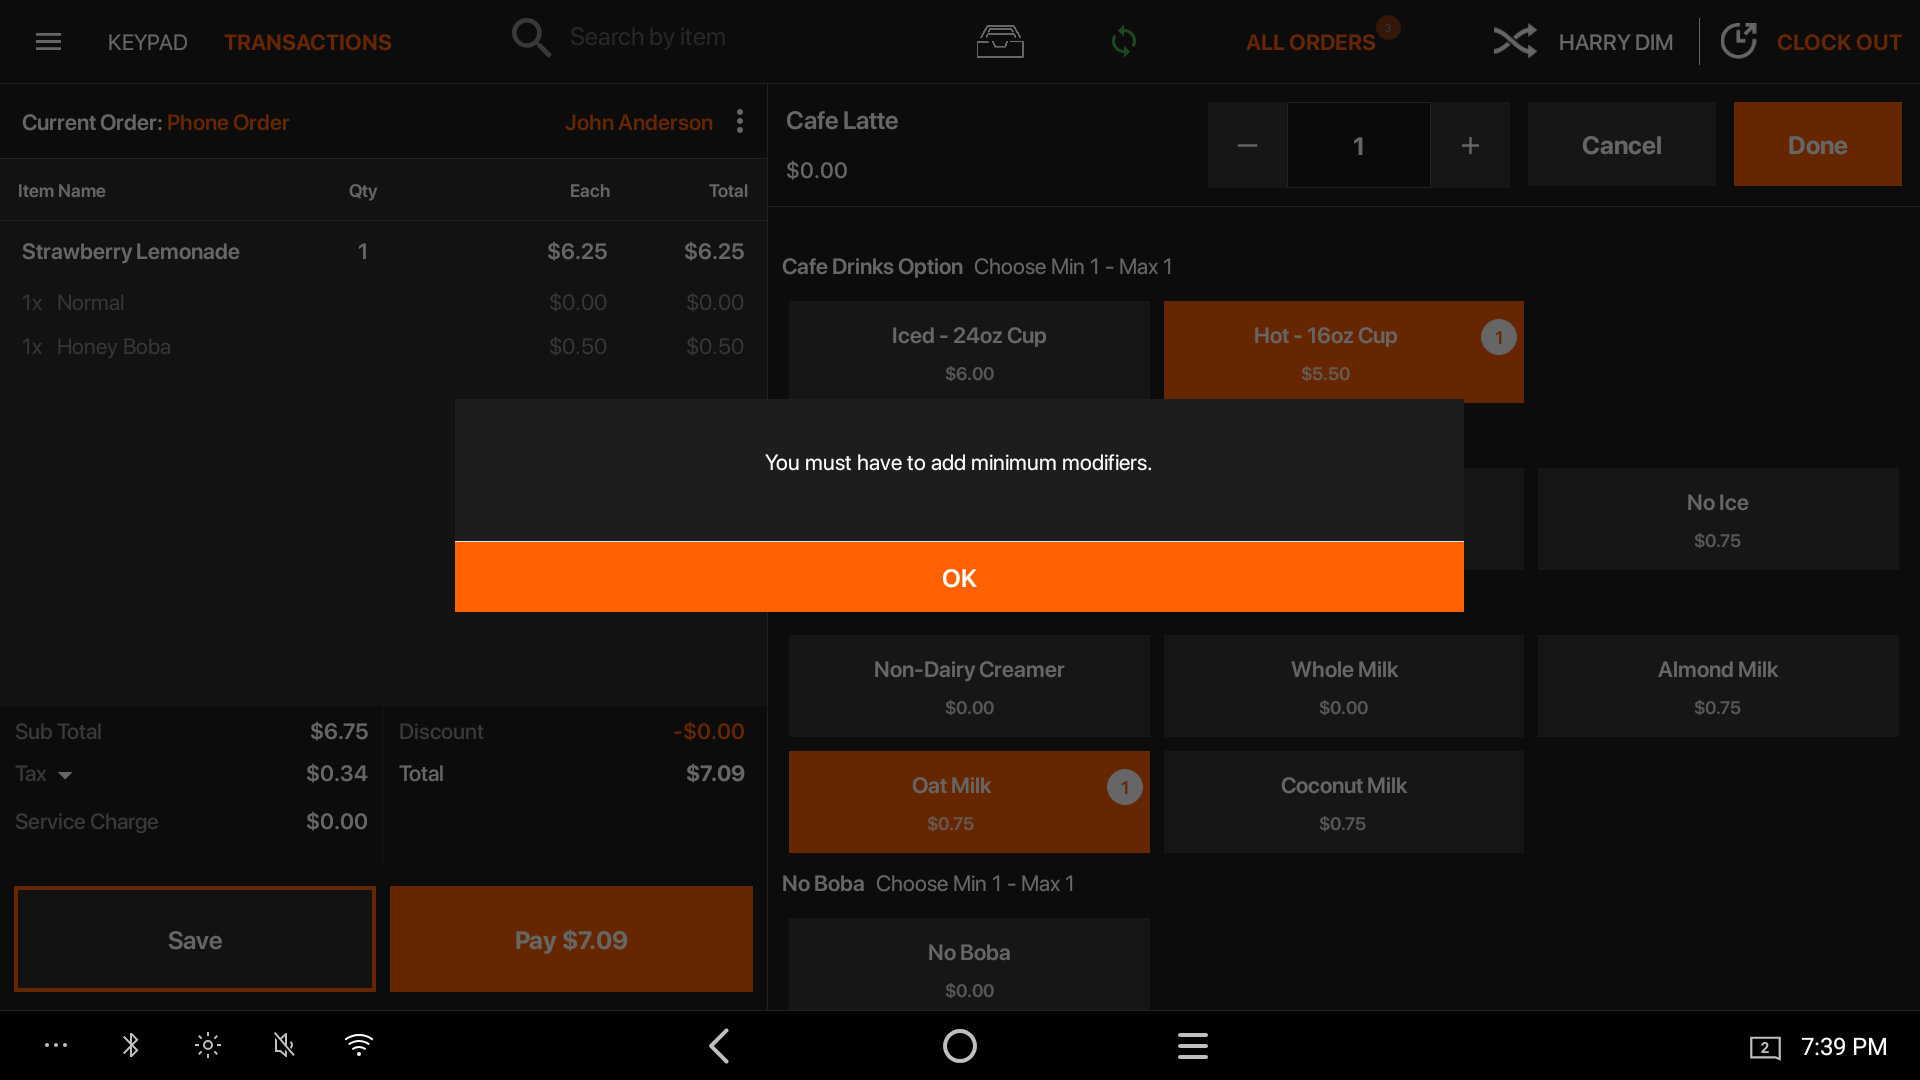 KEYPAD TRANSACTIONS Search by item ALL ORDERS 3 HARRY DIM CLOCK OUT
Current Order: Phone Order John Anderson
Item Name Qty Each Total
Strawberry Lemonade 1 $6.25 $6.25
1x Normal $0.00 $0.00
1x Honey Boba $0.50 $0.50
Sub Total $6.75 Discount -$0.00
Tax $0.34 Total $7.09
Service Charge $0.00
Save Pay $7.09
Cafe Latte
$0.00
1 Cancel Done
Cafe Drinks Option Choose Min 1 - Max 1
Iced - 24oz Cup Hot - 16oz Cup 1
$6.00 $5.50
You must have to add minimum modifiers.
OK
No Ice
$0.75
Non-Dairy Creamer Whole Milk Almond Milk
$0.00 $0.00 $0.75
Oat Milk 1 Coconut Milk
$0.75 $0.75
No Boba Choose Min 1 - Max 1
No Boba
$0.00
2 7:39 PM